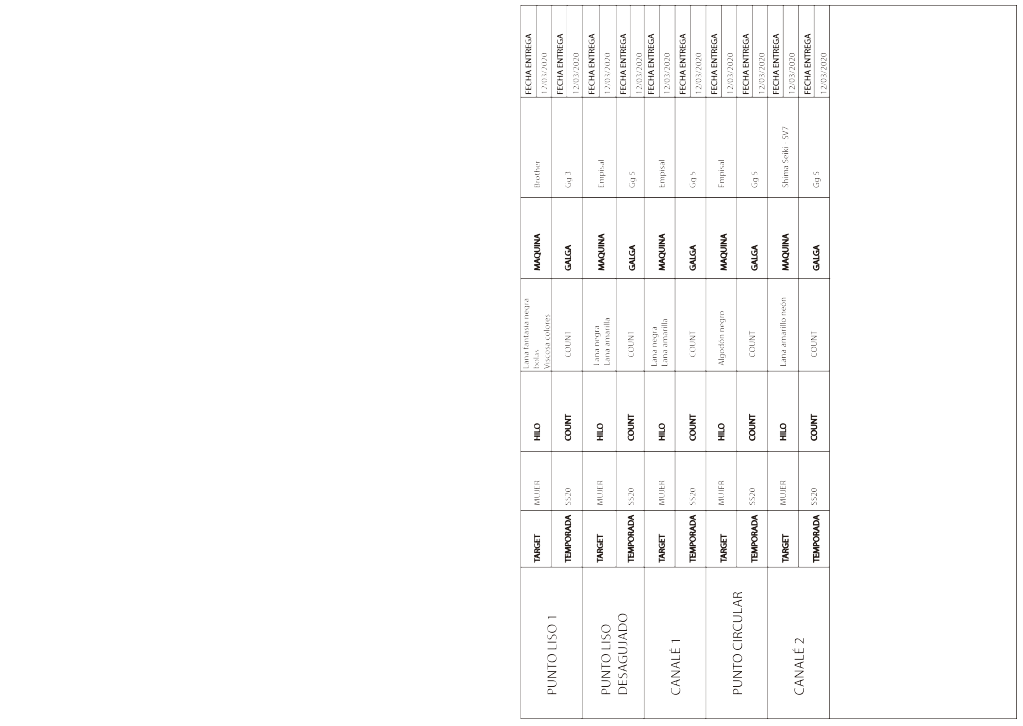 PUNTO LISO 1
TARGET
MUJER
HILO
Lana fantasía negra
bolas
Viscosa colores
MAQUINA
Brother
FECHA ENTREGA
12/03/2020
TEMPORADA
SS20
COUNT
COUNT
GALGA
Gg 3
FECHA ENTREGA
12/03/2020
PUNTO LISO
DESAGUJADO
TARGET
MUJER
HILO
Lana negra
Lana amarilla
MAQUINA
Empisal
FECHA ENTREGA
12/03/2020
TEMPORADA
SS20
COUNT
COUNT
GALGA
Gg 5
FECHA ENTREGA
12/03/2020
CANALÉ 1
TARGET
MUJER
HILO
Lana negra
Lana amarilla
MAQUINA
Empisal
FECHA ENTREGA
12/03/2020
TEMPORADA
SS20
COUNT
COUNT
GALGA
Gg 5
FECHA ENTREGA
12/03/2020
PUNTO CIRCULAR
TARGET
MUJER
HILO
Algodón negro
MAQUINA
Empisal
FECHA ENTREGA
12/03/2020
TEMPORADA
SS20
COUNT
COUNT
GALGA
Gg 5
FECHA ENTREGA
12/03/2020
CANALÉ 2
TARGET
MUJER
HILO
Lana amarillo neón
MAQUINA
Shima Seiki - SV7
FECHA ENTREGA
12/03/2020
TEMPORADA
SS20
COUNT
COUNT
GALGA
Gg 5
FECHA ENTREGA
12/03/2020